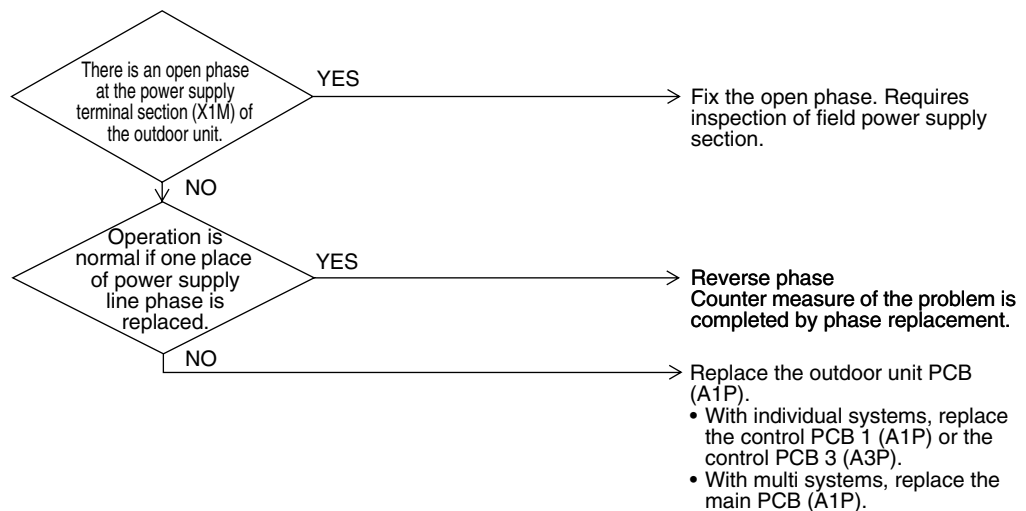 There is an open phase
at the power supply
terminal section (X1M) of
the outdoor unit.
YES
Fix the open phase. Requires
inspection of field power supply
section.
NO
Operation is
normal if one place
of power supply
line phase is
replaced.
YES
Reverse phase
Counter measure of the problem is
completed by phase replacement.
NO
Replace the outdoor unit PCB
(A1P).
• With individual systems, replace
the control PCB 1 (A1P) or the
control PCB 3 (A3P).
• With multi systems, replace the
main PCB (A1P).